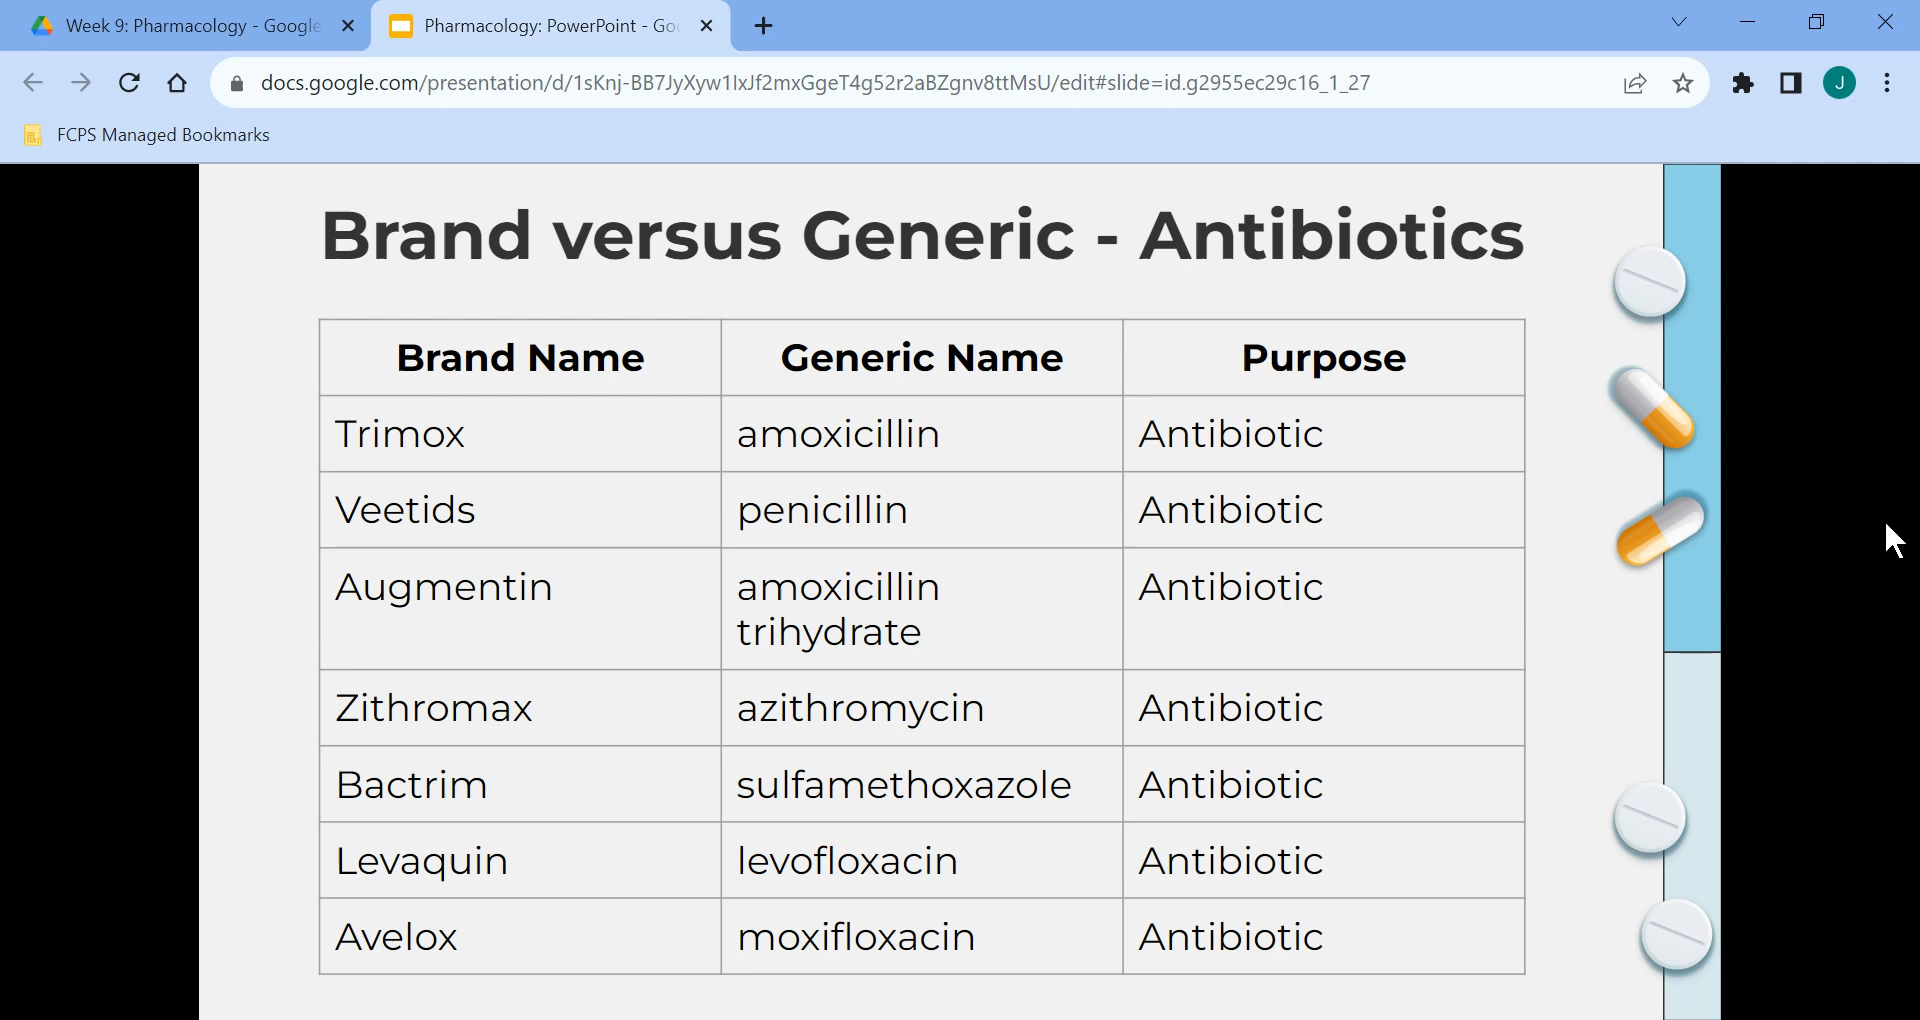 Week 9: Pharmacology - Google
Pharmacology: PowerPoint - Goo
docs.google.com/presentation/d/1sKnj-BB7JyXyw1IxJf2mxGgeT4g52r2aBZgnv8ttMsU/edit#slide=id.g2955ec29c16_1_27
J
FCPS Managed Bookmarks
Brand versus Generic - Antibiotics
Brand Name Generic Name Purpose
Trimox amoxicillin Antibiotic
Veetids penicillin Antibiotic
Augmentin amoxicillin Antibiotic
trihydrate
Zithromax azithromycin Antibiotic
Bactrim sulfamethoxazole Antibiotic
Levaquin levofloxacin Antibiotic
Avelox moxifloxacin Antibiotic